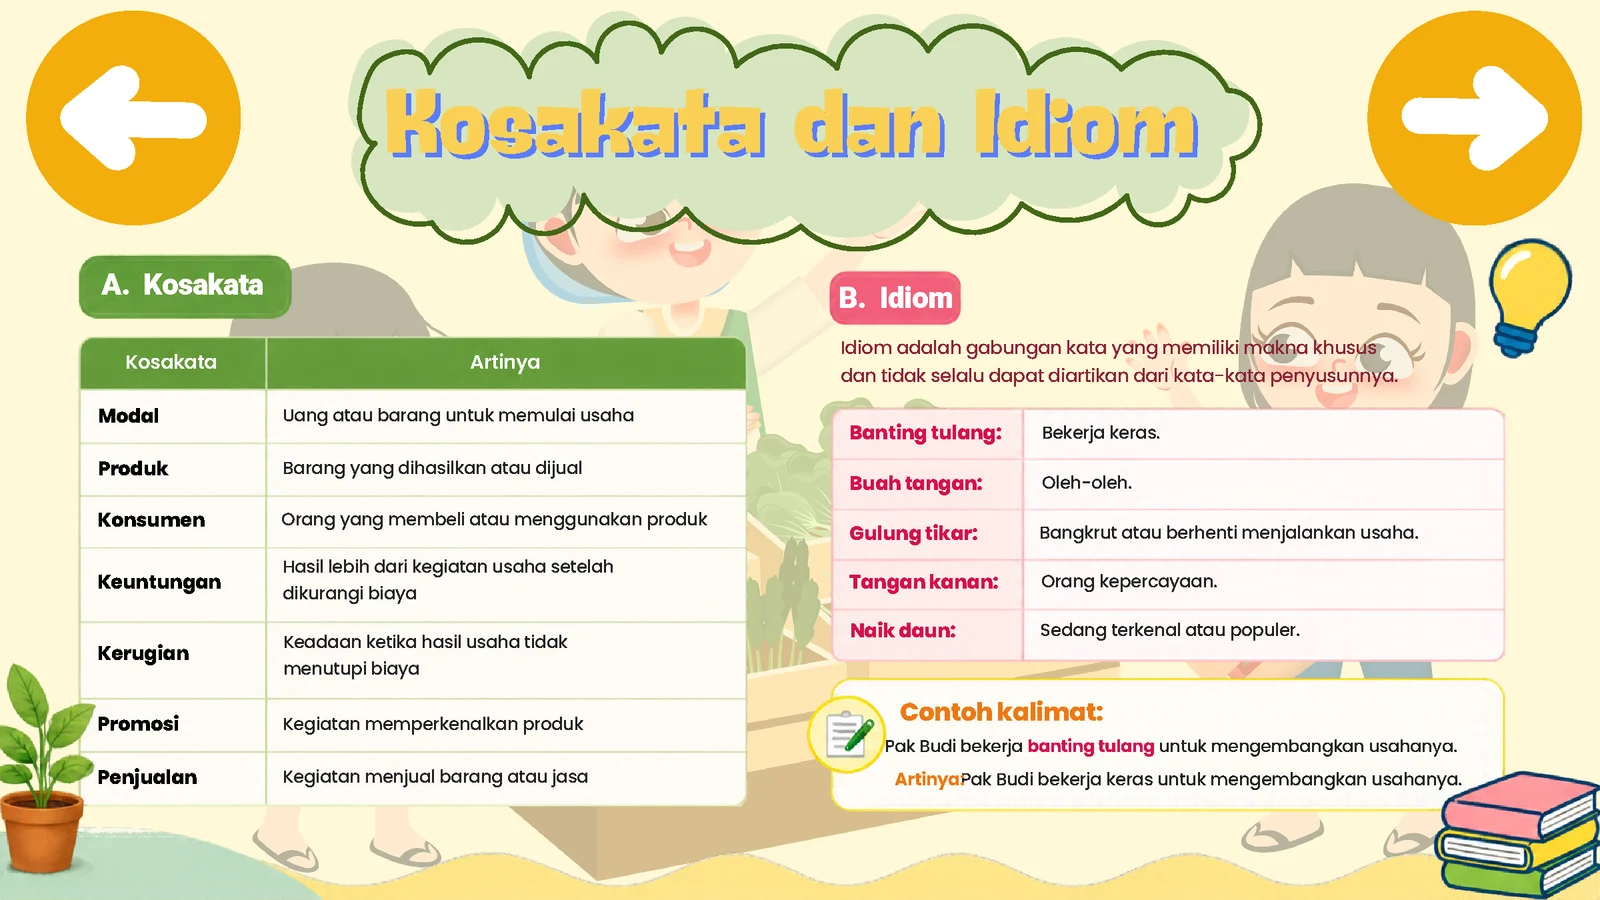 Kosakata dan Idiom
A. Kosakata
Kosakata Artinya
Modal Uang atau barang untuk memulai usaha
Produk Barang yang dihasilkan atau dijual
Konsumen Orang yang membeli atau menggunakan produk
Keuntungan Hasil lebih dari kegiatan usaha setelah
dikurangi biaya
Kerugian Keadaan ketika hasil usaha tidak
menutupi biaya
Promosi Kegiatan memperkenalkan produk
Penjualan Kegiatan menjual barang atau jasa
B. Idiom
Idiom adalah gabungan kata yang memiliki makna khusus
dan tidak selalu dapat diartikan dari kata-kata penyusunnya.
Banting tulang: Bekerja keras.
Buah tangan: Oleh-oleh.
Gulung tikar: Bangkrut atau berhenti menjalankan usaha.
Tangan kanan: Orang kepercayaan.
Naik daun: Sedang terkenal atau populer.
Contoh kalimat:
Pak Budi bekerja banting tulang untuk mengembangkan usahanya.
Artinya: Pak Budi bekerja keras untuk mengembangkan usahanya.